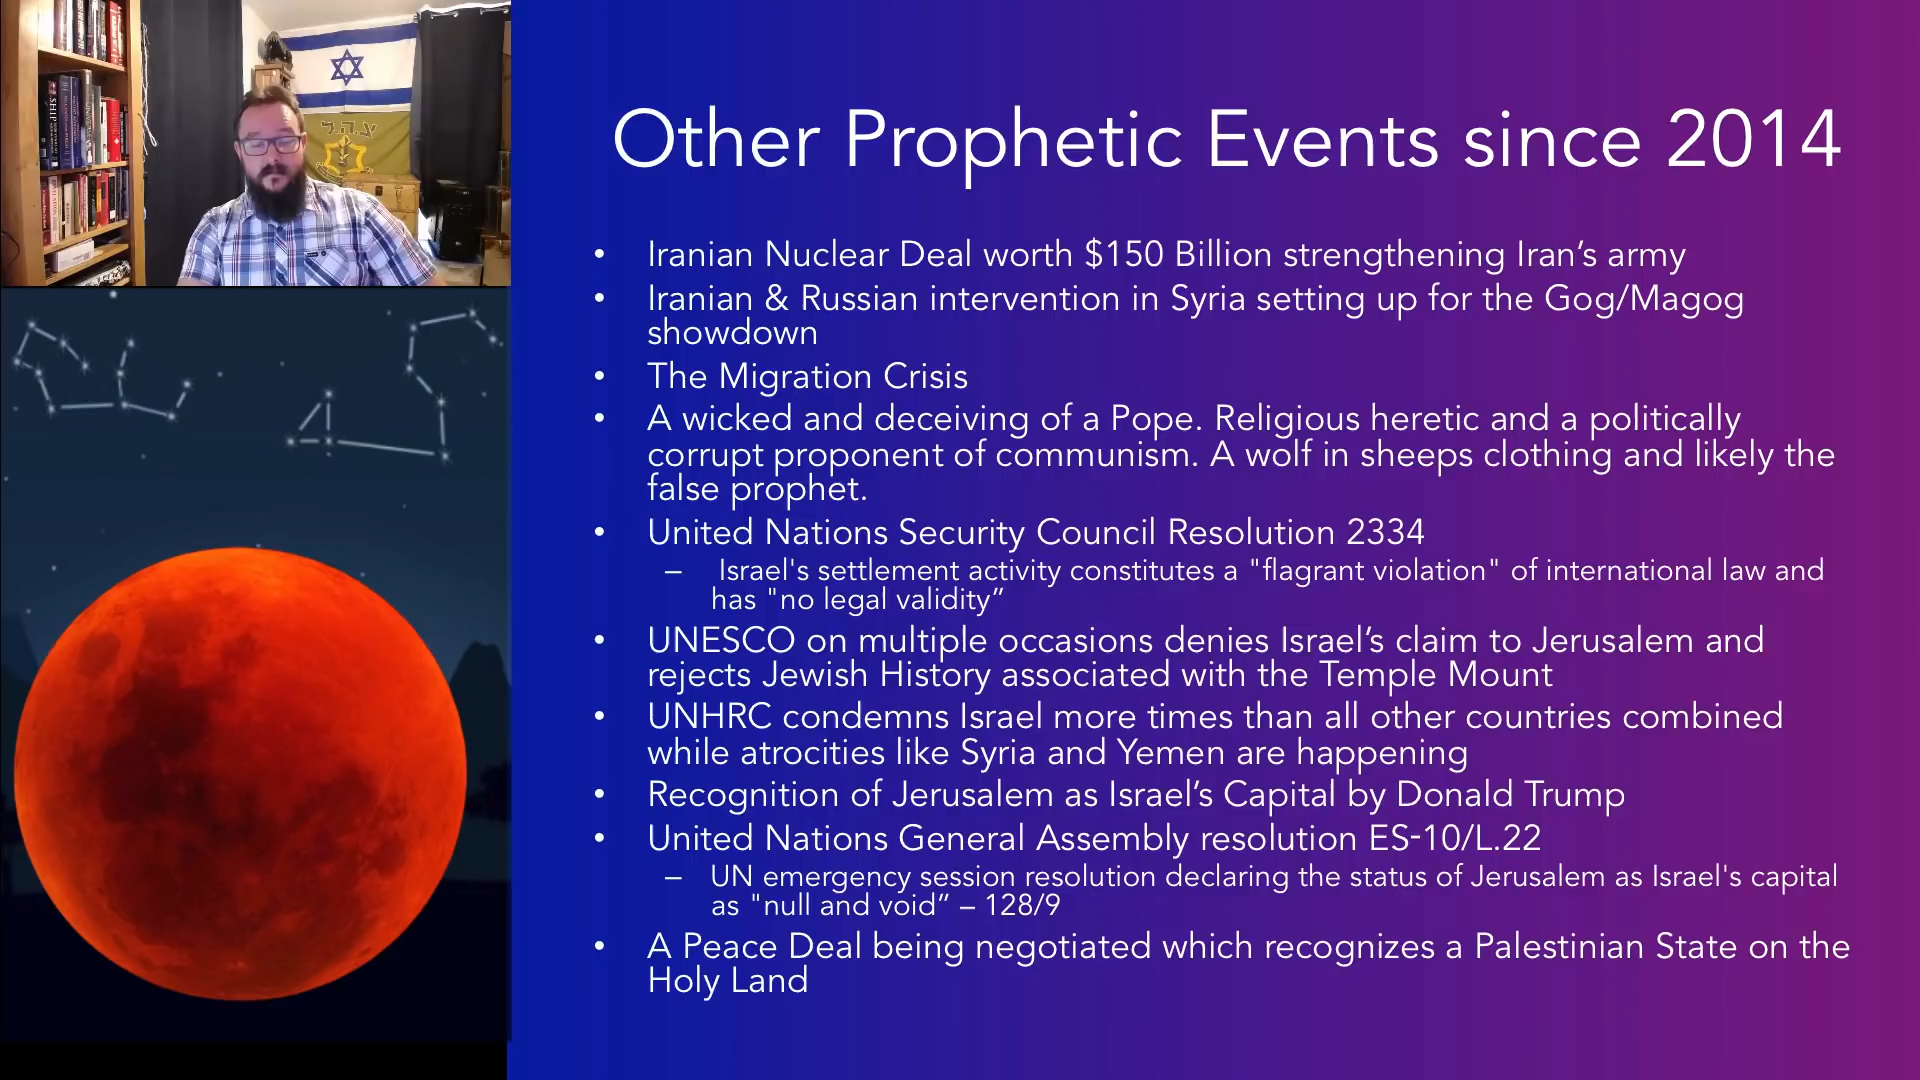 SHIP
צ.ה.ל
Other Prophetic Events since 2014
• Iranian Nuclear Deal worth $150 Billion strengthening Iran’s army
• Iranian & Russian intervention in Syria setting up for the Gog/Magog
showdown
• The Migration Crisis
• A wicked and deceiving of a Pope. Religious heretic and a politically
corrupt proponent of communism. A wolf in sheeps clothing and likely the
false prophet.
• United Nations Security Council Resolution 2334
– Israel's settlement activity constitutes a "flagrant violation" of international law and
has "no legal validity”
• UNESCO on multiple occasions denies Israel’s claim to Jerusalem and
rejects Jewish History associated with the Temple Mount
• UNHRC condemns Israel more times than all other countries combined
while atrocities like Syria and Yemen are happening
• Recognition of Jerusalem as Israel’s Capital by Donald Trump
• United Nations General Assembly resolution ES-10/L.22
– UN emergency session resolution declaring the status of Jerusalem as Israel's capital
as "null and void” – 128/9
• A Peace Deal being negotiated which recognizes a Palestinian State on the
Holy Land